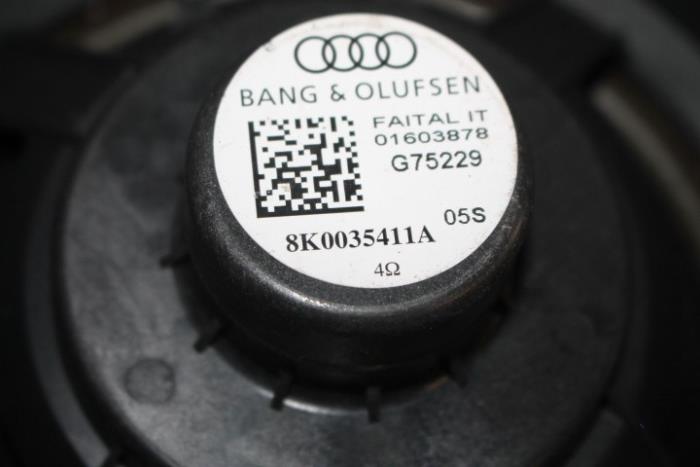 BANG & OLUFSEN
FAITAL IT
01603878
G75229
05S
8K0035411A
4Ω